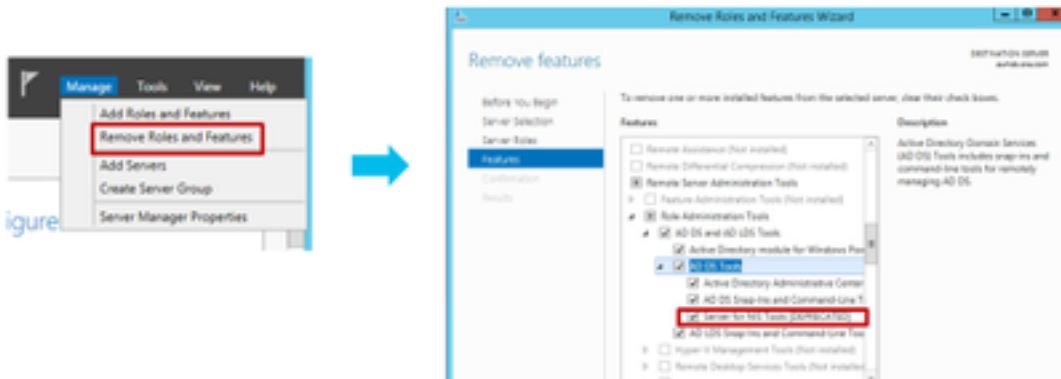 Manage Tools View Help
Add Roles and Features
Remove Roles and Features
Add Servers
Create Server Group
Server Manager Properties
igure
Remove Roles and Features Wizard
Remove features
DESTINATION SERVER
Before You Begin
Server Selection
Server Roles
Features
Confirmation
Results
To remove one or more installed features from the selected server, clear their check boxes.
Features
Remote Assistance (Not installed)
Remote Differential Compression (Not installed)
Remote Server Administration Tools
Feature Administration Tools (Not installed)
Role Administration Tools
AD DS and AD LDS Tools
Active Directory module for Windows Pow
AD DS Tools
Active Directory Administrative Center
AD DS Snap-Ins and Command-Line T
Server for NIS Tools [DEPRECATED]
AD LDS Snap-Ins and Command-Line Too
Hyper-V Management Tools (Not installed)
Remote Desktop Services Tools (Not installed
Description
Active Directory Domain Services
(AD DS) Tools includes snap-ins and
command-line tools for remotely
managing AD DS.